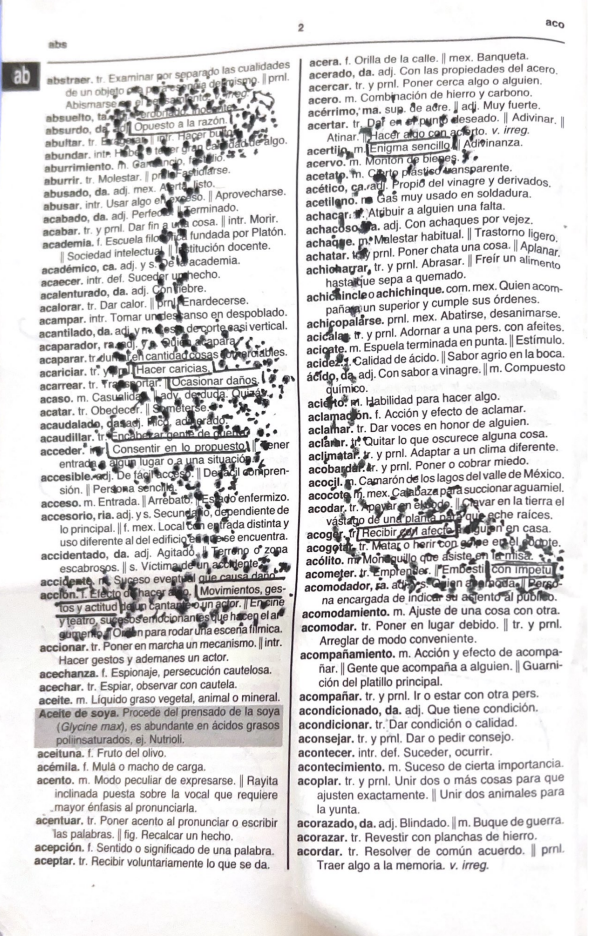 2
aco
abs
ab
abstraer. tr. Examinar por separado las cualidades
de un objeto
mismo. || prnl.
Abismarse
absuelto, ta.
absurdo, da. Opuesto a la razón.
abultar. tr. || intr. Hacer bulto
abundar. intr. de algo.
aburrimiento. m.
aburrir. tr. Molestar. || Fastidiarse.
abusado, da. adj. mex. listo.
abusar. intr. Usar algo exceso. || Aprovecharse.
acabado, da. adj. Perfecto Terminado.
acabar. tr. y prnl. Dar fin a cosa. || intr. Morir.
academia. f. Escuela fundada por Platón.
|| Sociedad intelectual. || Institución docente.
académico, ca. adj. y s. De la academia.
acaecer. intr. def. Suceder un hecho.
acalenturado, da. adj. Con fiebre.
acalorar. tr. Dar calor. || prnl. Enardecerse.
acampar. intr. Tomar un descanso en despoblado.
acantilado, da. adj. y m. de corte casi vertical.
acaparador, ra. Quien acapara.
acaparar. tr. en cantidad cosas
acariciar. tr. y prnl. Hacer caricias.
acarrear. tr. Transportar. Ocasionar daños.
acaso. m. Casualidad. || adv. de duda. Quizá.
acatar. tr. Obedecer. || Someterse.
acaudalado, da. adj. Rico, adinerado.
acaudillar. tr. Encabezar gente de
acceder. Consentir en lo propuesto. || Tener
entrada a algún lugar o a una situación.
accesible. adj. De fácil acceso. || De fácil compren-
sión. || Persona sencilla.
acceso. m. Entrada. || Arrebato. || Estado enfermizo.
accesorio, ria. adj. y s. Secundario, dependiente de
lo principal. || f. mex. Local con entrada distinta y
uso diferente al del edificio en que se encuentra.
accidentado, da. adj. Agitado. || Terreno o zona
escabrosos. || s. Víctima de un accidente.
accidente. m. Suceso eventual que causa daño.
acción. f. Efecto de hacer algo. || Movimientos, ges-
tos y actitud de un cantante o un actor. || En cine
y teatro, sucesos emocionantes que hacen el ar-
gumento. || Orden para rodar una escena fílmica.
accionar. tr. Poner en marcha un mecanismo. || intr.
Hacer gestos y ademanes un actor.
acechanza. f. Espionaje, persecución cautelosa.
acechar. tr. Espiar, observar con cautela.
aceite. m. Líquido graso vegetal, animal o mineral.
Aceite de soya. Procede del prensado de la soya
(Glycine max), es abundante en ácidos grasos
poliinsaturados, ej. Nutrioli.
aceituna. f. Fruto del olivo.
acémila. f. Mula o macho de carga.
acento. m. Modo peculiar de expresarse. || Rayita
inclinada puesta sobre la vocal que requiere
mayor énfasis al pronunciarla.
acentuar. tr. Poner acento al pronunciar o escribir
las palabras. || fig. Recalcar un hecho.
acepción. f. Sentido o significado de una palabra.
aceptar. tr. Recibir voluntariamente lo que se da.
acera. f. Orilla de la calle. || mex. Banqueta.
acerado, da. adj. Con las propiedades del acero.
acercar. tr. y prnl. Poner cerca algo o alguien.
acero. m. Combinación de hierro y carbono.
acérrimo, ma. sup. de acre. || adj. Muy fuerte.
acertar. tr. Dar en el punto deseado. || Adivinar. ||
Atinar. || Hacer algo con acierto. v. irreg.
acertijo. m. Enigma sencillo. || Adivinanza.
acervo. m. Montón de bienes.
acetato. m. Cierto plástico transparente.
acético, ca. adj. Propio del vinagre y derivados.
acetileno. m. Gas muy usado en soldadura.
achacar. tr. Atribuir a alguien una falta.
achacoso, sa. adj. Con achaques por vejez.
achaque. m. Malestar habitual. || Trastorno ligero.
achatar. tr. y prnl. Poner chata una cosa. || Aplanar.
achicharrar. tr. y prnl. Abrasar. || Freír un alimento
hasta que sepa a quemado.
achichincle o achichinque. com. mex. Quien acom-
paña a un superior y cumple sus órdenes.
achicopalarse. prnl. mex. Abatirse, desanimarse.
acicalar. tr. y prnl. Adornar a una pers. con afeites.
acicate. m. Espuela terminada en punta. || Estímulo.
acidez. f. Calidad de ácido. || Sabor agrio en la boca.
ácido, da. adj. Con sabor a vinagre. || m. Compuesto
químico.
acierto. m. Habilidad para hacer algo.
aclamación. f. Acción y efecto de aclamar.
aclamar. tr. Dar voces en honor de alguien.
aclarar. tr. Quitar lo que oscurece alguna cosa.
aclimatar. tr. y prnl. Adaptar a un clima diferente.
acobardar. tr. y prnl. Poner o cobrar miedo.
acocil. m. Camarón de los lagos del valle de México.
acocote. m. mex. Calabaza para succionar aguamiel.
acodar. tr. Apoyar en el codo. || Clavar en la tierra el
vástago de una planta para que eche raíces.
acoger. tr. Recibir con afecto alguien en casa.
acogotar. tr. Matar o herir con golpe en el cogote.
acólito. m. Monaguillo que asiste en la misa.
acometer. tr. Emprender. || Embestir con ímpetu.
acomodador, ra. adj. y s. Quien acomoda. || Perso-
na encargada de indicar su asiento al público.
acomodamiento. m. Ajuste de una cosa con otra.
acomodar. tr. Poner en lugar debido. || tr. y prnl.
Arreglar de modo conveniente.
acompañamiento. m. Acción y efecto de acompa-
ñar. || Gente que acompaña a alguien. || Guarni-
ción del platillo principal.
acompañar. tr. y prnl. Ir o estar con otra pers.
acondicionado, da. adj. Que tiene condición.
acondicionar. tr. Dar condición o calidad.
aconsejar. tr. y prnl. Dar o pedir consejo.
acontecer. intr. def. Suceder, ocurrir.
acontecimiento. m. Suceso de cierta importancia.
acoplar. tr. y prnl. Unir dos o más cosas para que
ajusten exactamente. || Unir dos animales para
la yunta.
acorazado, da. adj. Blindado. || m. Buque de guerra.
acorazar. tr. Revestir con planchas de hierro.
acordar. tr. Resolver de común acuerdo. || prnl.
Traer algo a la memoria. v. irreg.